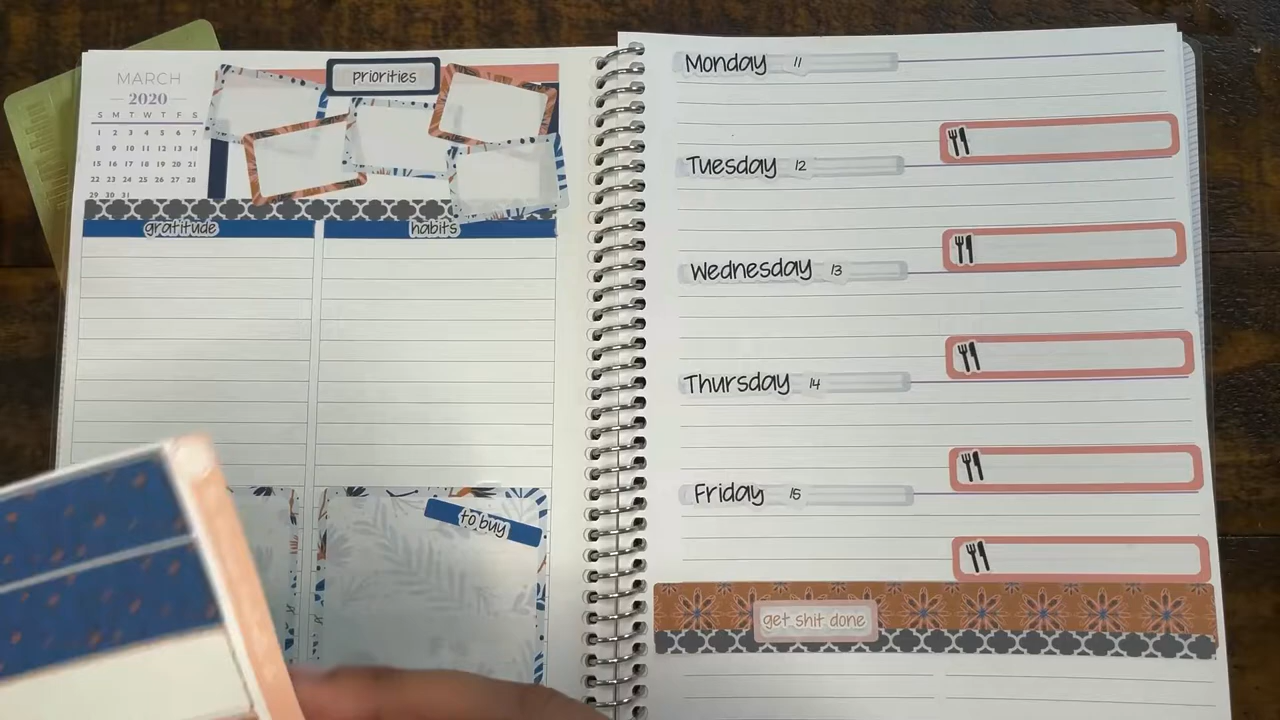 MARCH
2020
S M T W T F S
1 2 3 4 5 6 7
8 9 10 11 12 13 14
15 16 17 18 19 20 21
22 23 24 25 26 27 28
29 30 31
priorities
gratitude
habits
to buy
Monday 11
Tuesday 12
Wednesday 13
Thursday 14
Friday 15
get shit done